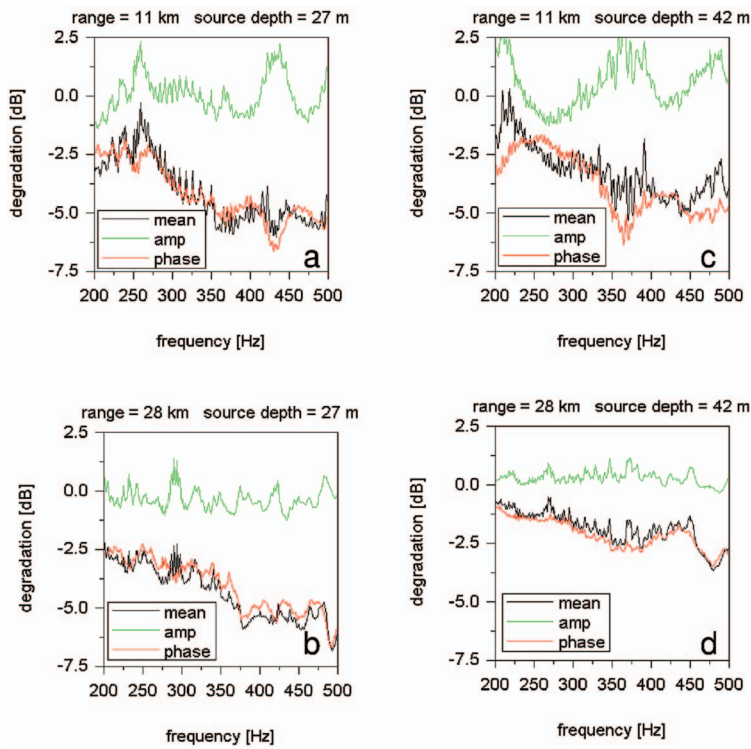 range = 11 km   source depth = 27 m
2.5
0.0
-2.5
-5.0
-7.5
degradation [dB]
mean
amp
phase
a
200 250 300 350 400 450 500
frequency [Hz]
range = 11 km   source depth = 42 m
2.5
0.0
-2.5
-5.0
-7.5
degradation [dB]
mean
amp
phase
c
200 250 300 350 400 450 500
frequency [Hz]
range = 28 km   source depth = 27 m
2.5
0.0
-2.5
-5.0
-7.5
degradation [dB]
mean
amp
phase
b
200 250 300 350 400 450 500
frequency [Hz]
range = 28 km   source depth = 42 m
2.5
0.0
-2.5
-5.0
-7.5
degradation [dB]
mean
amp
phase
d
200 250 300 350 400 450 500
frequency [Hz]